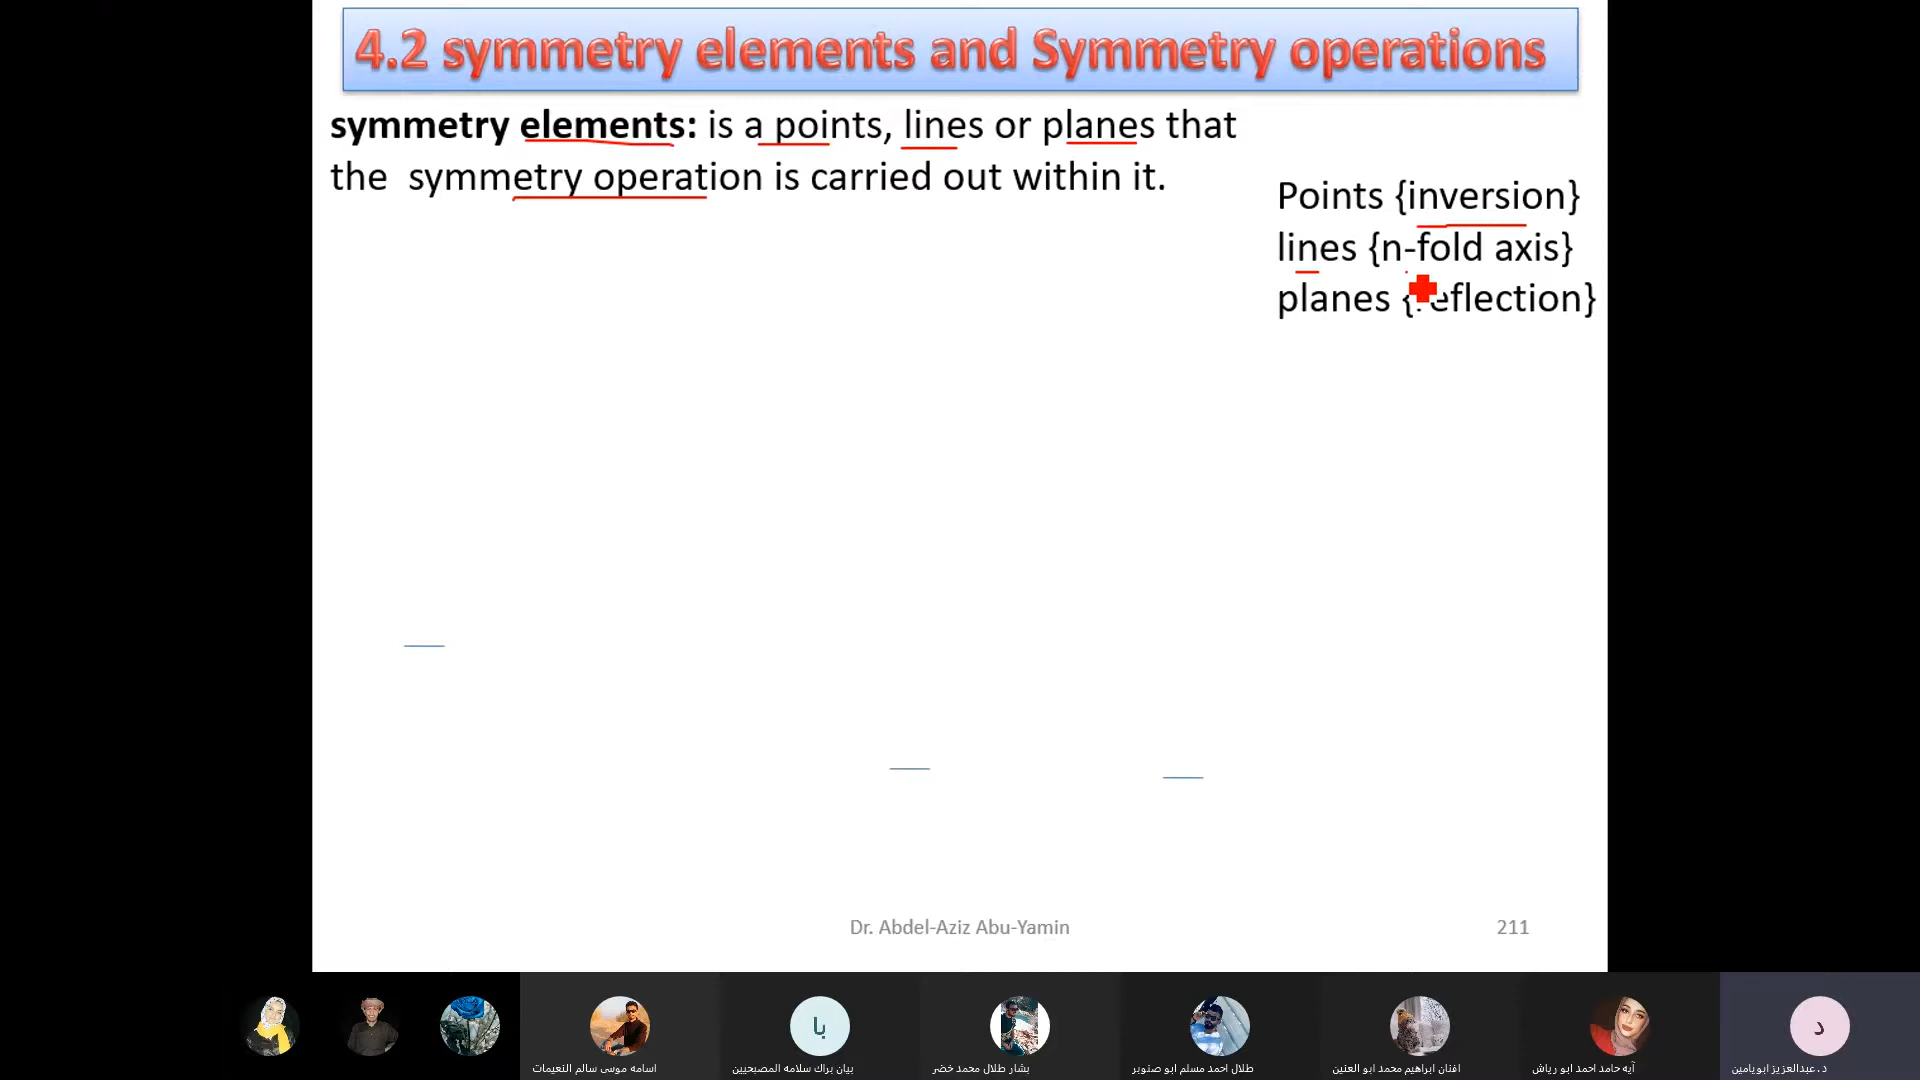 4.2 symmetry elements and Symmetry operations
symmetry elements: is a points, lines or planes that
the symmetry operation is carried out within it.
Points {inversion}
lines {n-fold axis}
planes {reflection}
Dr. Abdel-Aziz Abu-Yamin
211
با
د
اسامه موسى سالم النعيمات
بيان براك سلامه المصبحيين
بشار طلال محمد خضر
طلال احمد مسلم ابو صنوبر
افنان ابراهيم محمد ابو العنين
آيه حامد احمد ابو رياش
د. عبدالعزيز ابويامين